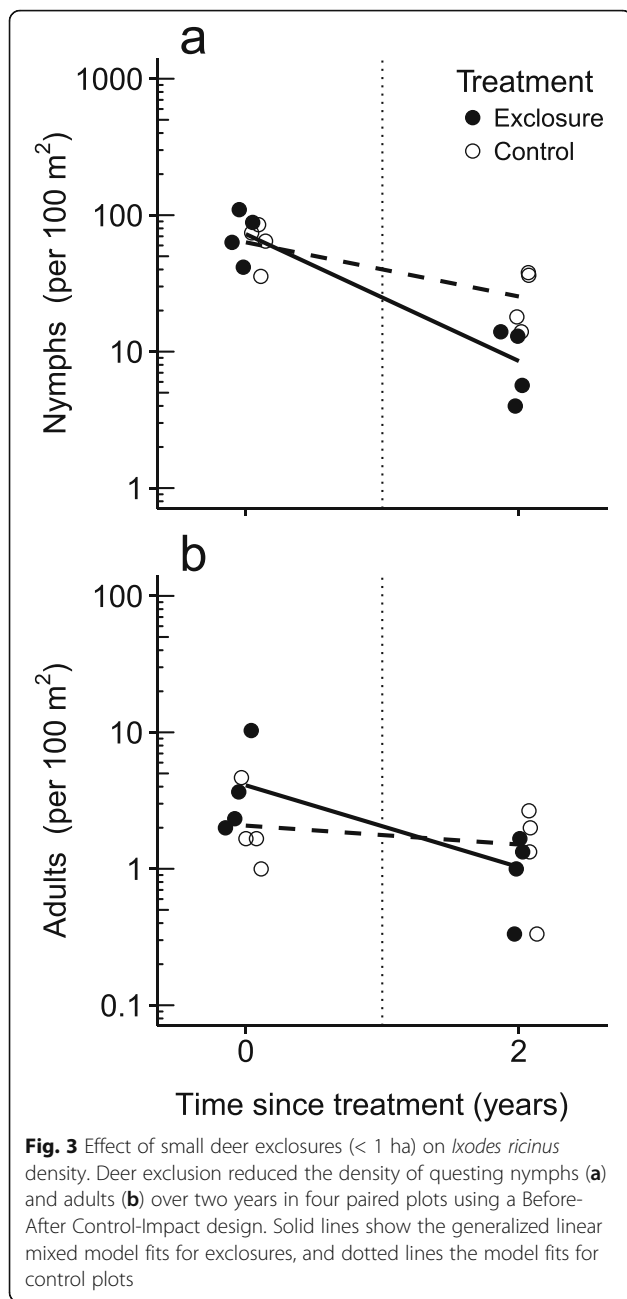 a
1000
100
10
1
Nymphs (per 100 m²)
Treatment
Exclosure
Control
b
100
10
1
0.1
Adults (per 100 m²)
0 2
Time since treatment (years)
Fig. 3 Effect of small deer exclosures (< 1 ha) on Ixodes ricinus
density. Deer exclusion reduced the density of questing nymphs (a)
and adults (b) over two years in four paired plots using a Before-
After Control-Impact design. Solid lines show the generalized linear
mixed model fits for exclosures, and dotted lines the model fits for
control plots